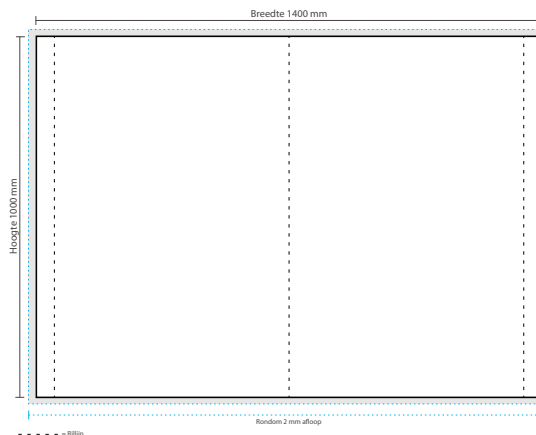 Breedte 1400 mm
Hoogte 1000 mm
Rondom 2 mm afloop
= Rillijn